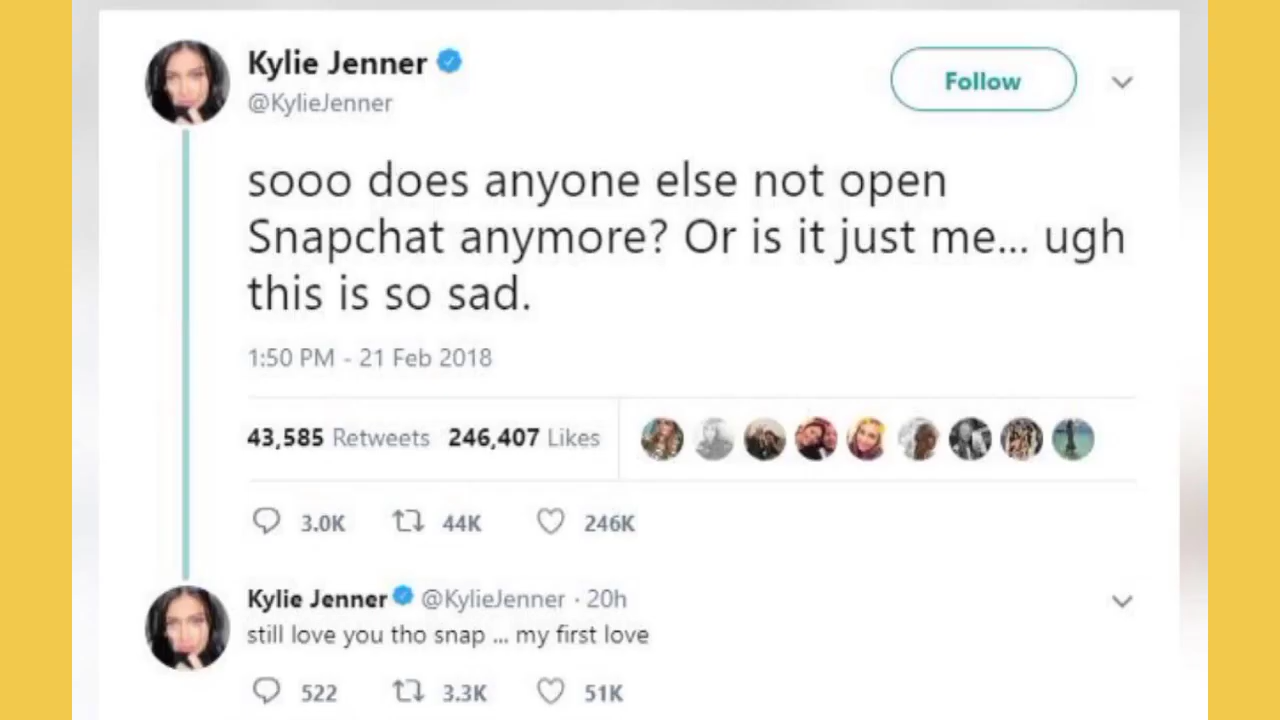 Kylie Jenner
@KylieJenner
Follow
sooo does anyone else not open
Snapchat anymore? Or is it just me... ugh
this is so sad.
1:50 PM - 21 Feb 2018
43,585 Retweets 246,407 Likes
3.0K 44K 246K
Kylie Jenner @KylieJenner · 20h
still love you tho snap ... my first love
522 3.3K 51K